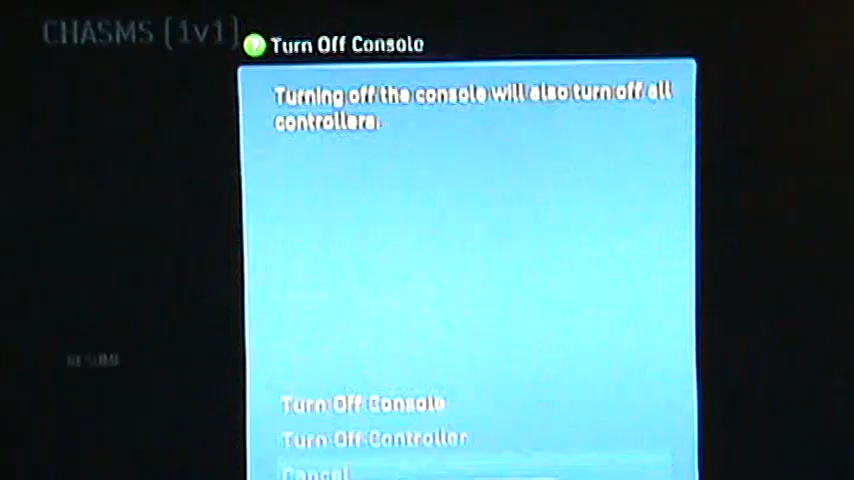 CHASMS (1v1)
? Turn Off Console
Turning off the console will also turn off all
controllers.
RESUME
Turn Off Console
Turn Off Controller
Cancel